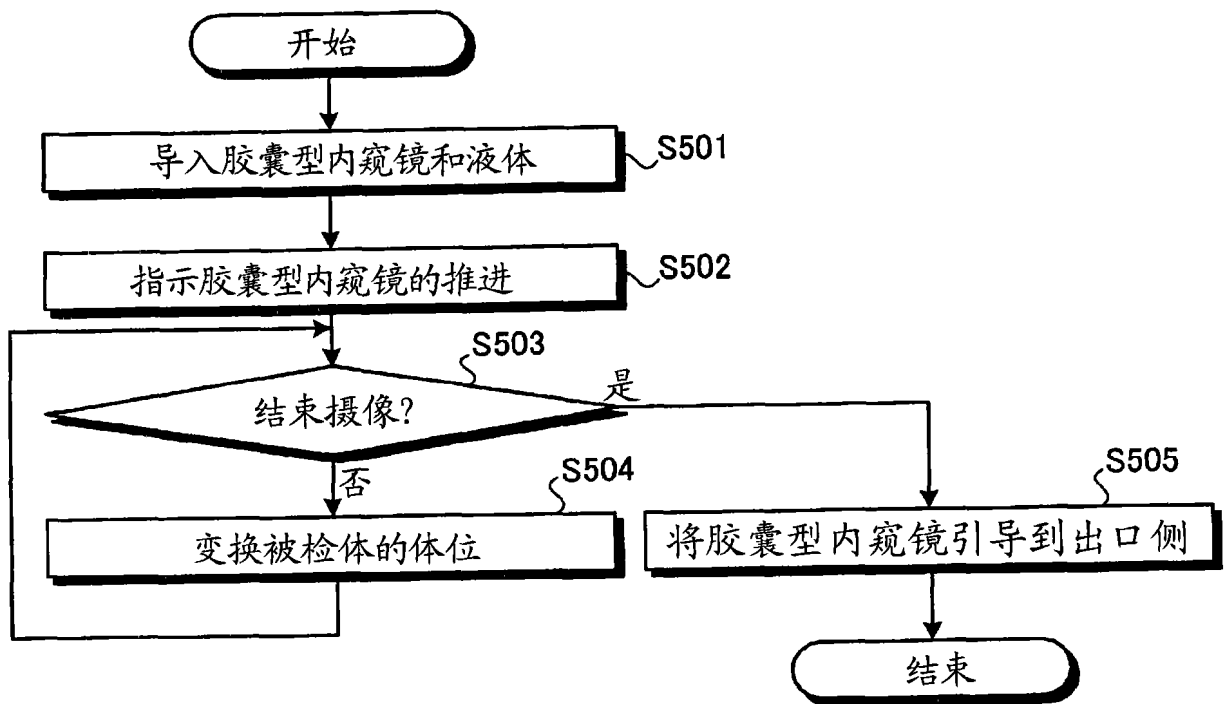 开始
导入胶囊型内窥镜和液体
S501
指示胶囊型内窥镜的推进
S502
S503
结束摄像?
是
否
S504
变换被检体的体位
S505
将胶囊型内窥镜引导到出口侧
结束